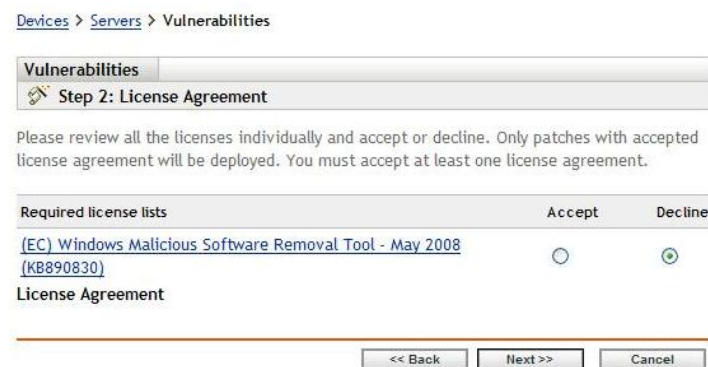 Devices > Servers > Vulnerabilities
Vulnerabilities
Step 2: License Agreement
Please review all the licenses individually and accept or decline. Only patches with accepted
license agreement will be deployed. You must accept at least one license agreement.
Required license lists Accept Decline
(EC) Windows Malicious Software Removal Tool - May 2008
(KB890830)
License Agreement
<< Back Next >> Cancel